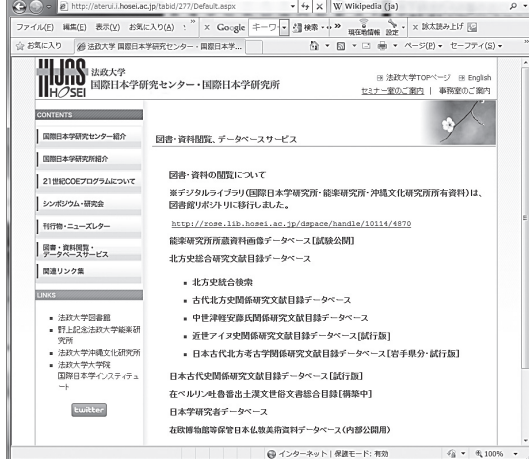 http://aterui.i.hosei.ac.jp/tabid/277/Default.aspx
Wikipedia (ja)
ファイル(F) 編集(E) 表示(V) お気に入り(A)
Google
検索
現在地情報 設定
詠太読み上げ
お気に入り
法政大学 国際日本学研究センター・国際日本学...
ページ(P)
セーフティ(S)
HIJAS
HOSEI
法政大学
国際日本学研究センター・国際日本学研究所
法政大学TOPページ
English
セミナー室のご案内 | 事務室のご案内
CONTENTS
国際日本学研究センター紹介
国際日本学研究所紹介
21世紀COEプログラムについて
シンポジウム・研究会
刊行物・ニューズレター
図書・資料閲覧・
データベースサービス
関連リンク集
LINKS
法政大学図書館
野上記念法政大学能楽研
究所
法政大学沖縄文化研究所
法政大学大学院
国際日本学インスティテュ
ート
twitter
図書・資料閲覧、データベースサービス
図書・資料の閲覧について
※デジタルライブラリ(国際日本学研究所・能楽研究所・沖縄文化研究所所有資料)は、
図書館リポジトリに移行しました。
http://rose.lib.hosei.ac.jp/dspace/handle/10114/4870
能楽研究所所蔵資料画像データベース[試験公開]
北方史総合研究文献目録データベース
北方史統合検索
古代北方史関係研究文献目録データベース
中世津軽安藤氏関係研究文献目録データベース
近世アイヌ史関係研究文献目録データベース[試行版]
日本古代北方考古学関係研究文献目録データベース[岩手県分・試行版]
日本古代史関係研究文献目録データベース[試行版]
在ベルリン吐魯番出土漢文世俗文書総合目録[構築中]
日本学研究者データベース
在欧博物館等保管日本仏教美術資料データベース(内部公開用)
インターネット | 保護モード: 有効
100%